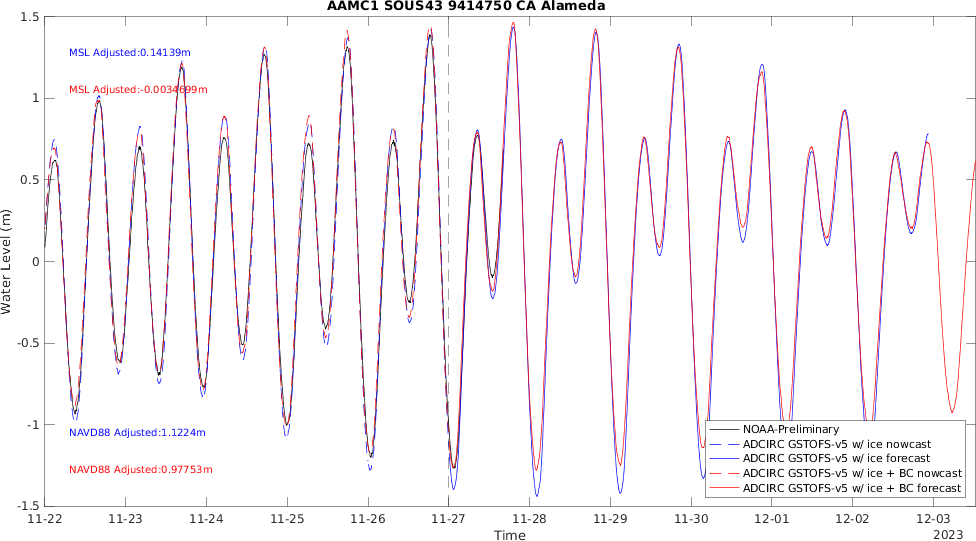 AAMC1 SOUS43 9414750 CA Alameda
1.5
1
0.5
0
-0.5
-1
-1.5
Water Level (m)
MSL Adjusted:0.14139m
MSL Adjusted:-0.0034699m
NAVD88 Adjusted:1.1224m
NAVD88 Adjusted:0.97753m
NOAA-Preliminary
ADCIRC GSTOFS-v5 w/ ice nowcast
ADCIRC GSTOFS-v5 w/ ice forecast
ADCIRC GSTOFS-v5 w/ ice + BC nowcast
ADCIRC GSTOFS-v5 w/ ice + BC forecast
11-22 11-23 11-24 11-25 11-26 11-27 11-28 11-29 11-30 12-01 12-02 12-03
Time
2023